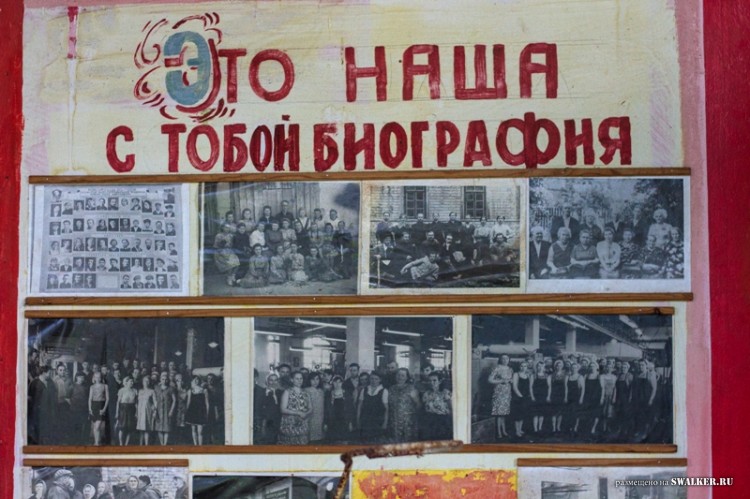 Это НАША
С ТОБОЙ БИОГРАФИЯ
размещено на SWALKER.RU